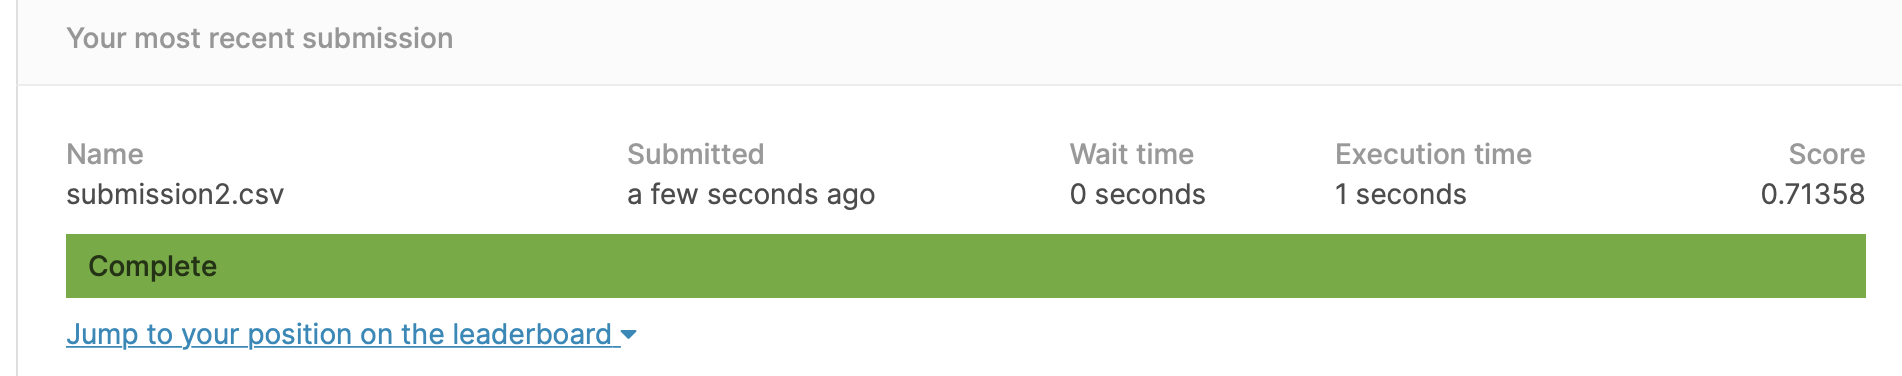 Your most recent submission
Name Submitted Wait time Execution time Score
submission2.csv a few seconds ago 0 seconds 1 seconds 0.71358
Complete
Jump to your position on the leaderboard